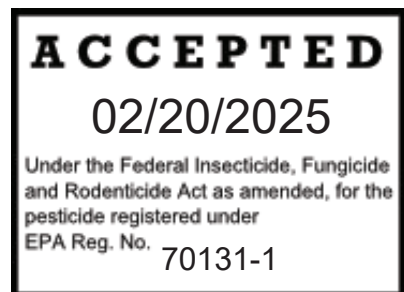 ACCEPTED
02/20/2025
Under the Federal Insecticide, Fungicide
and Rodenticide Act as amended, for the
pesticide registered under
EPA Reg. No. 70131-1